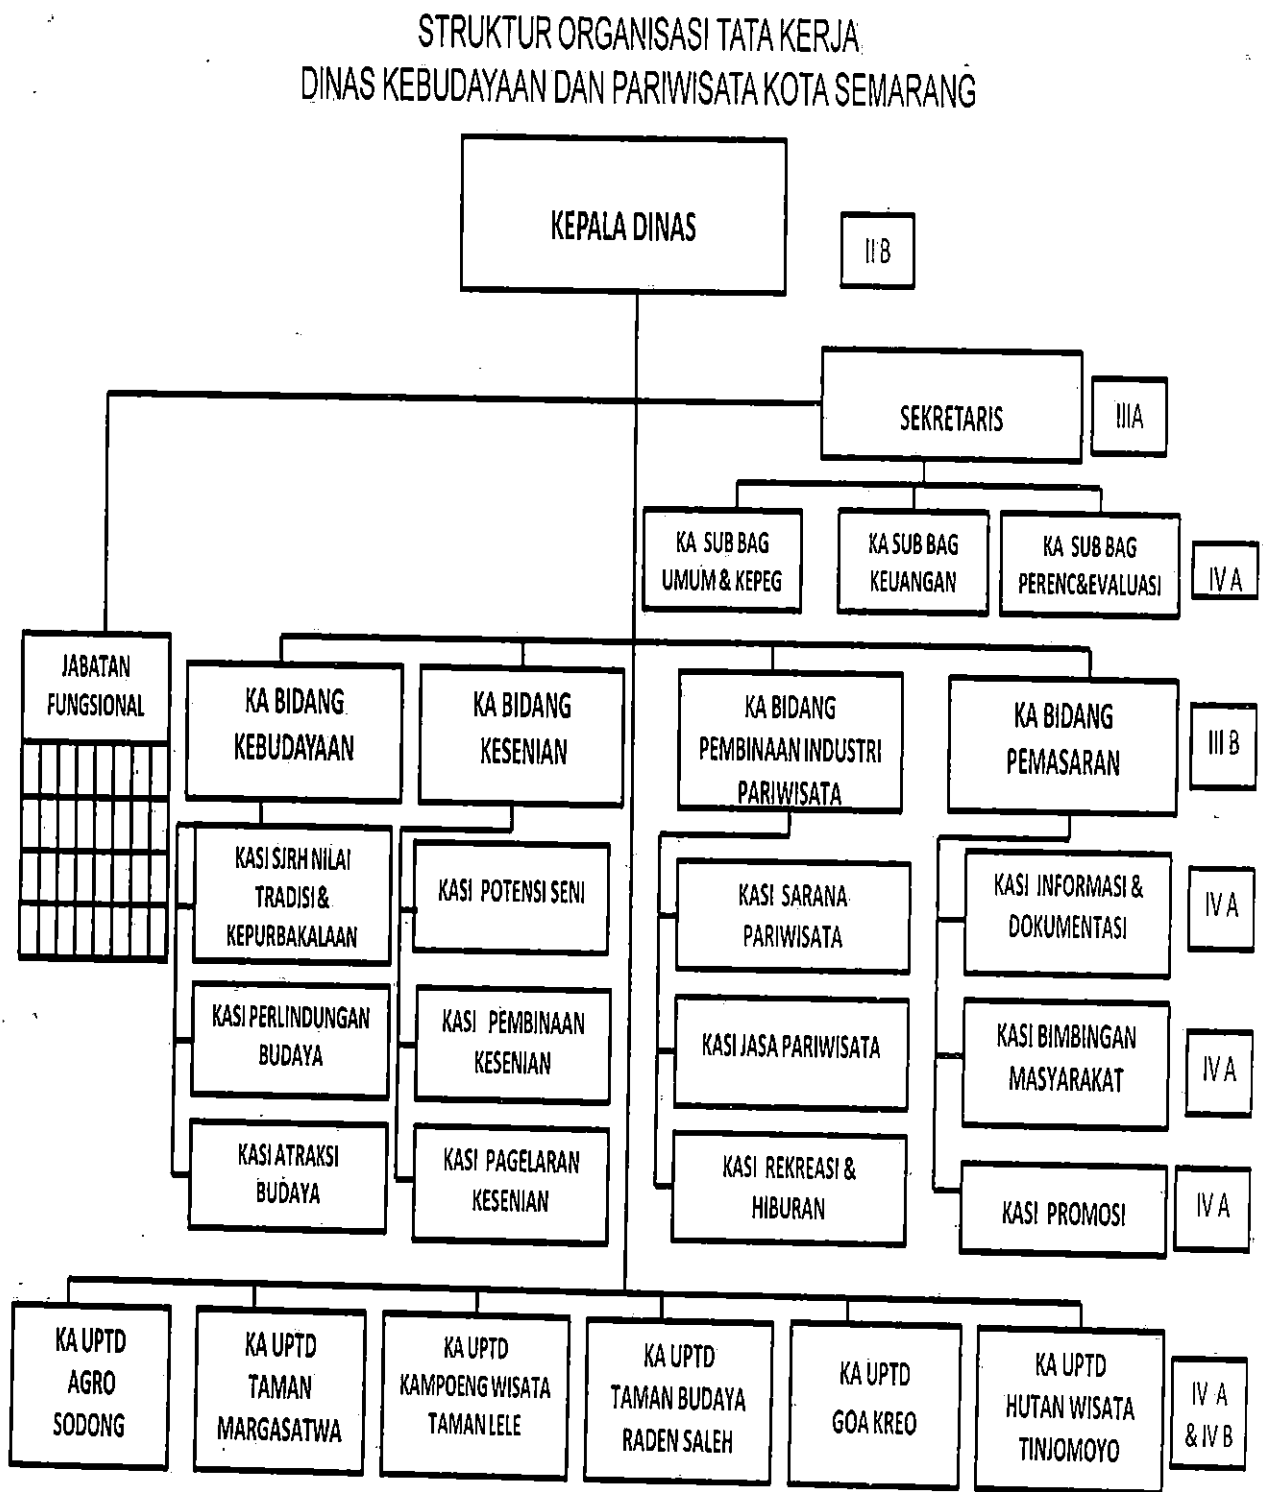 STRUKTUR ORGANISASI TATA KERJA
DINAS KEBUDAYAAN DAN PARIWISATA KOTA SEMARANG
KEPALA DINAS
II B
SEKRETARIS
IIIA
KA SUB BAG
UMUM & KEPEG
KA SUB BAG
KEUANGAN
KA SUB BAG
PERENC&EVALUASI
IV A
JABATAN
FUNGSIONAL
KA BIDANG
KEBUDAYAAN
KA BIDANG
KESENIAN
KA BIDANG
PEMBINAAN INDUSTRI
PARIWISATA
KA BIDANG
PEMASARAN
III B
KASI SJRH NILAI
TRADISI &
KEPURBAKALAAN
KASI POTENSI SENI
KASI SARANA
PARIWISATA
KASI INFORMASI &
DOKUMENTASI
IV A
KASI PERLINDUNGAN
BUDAYA
KASI PEMBINAAN
KESENIAN
KASI JASA PARIWISATA
KASI BIMBINGAN
MASYARAKAT
IV A
KASI ATRAKSI
BUDAYA
KASI PAGELARAN
KESENIAN
KASI REKREASI &
HIBURAN
KASI PROMOSI
IV A
KA UPTD
AGRO
SODONG
KA UPTD
TAMAN
MARGASATWA
KA UPTD
KAMPOENG WISATA
TAMAN LELE
KA UPTD
TAMAN BUDAYA
RADEN SALEH
KA UPTD
GOA KREO
KA UPTD
HUTAN WISATA
TINJOMOYO
IV A
& IV B